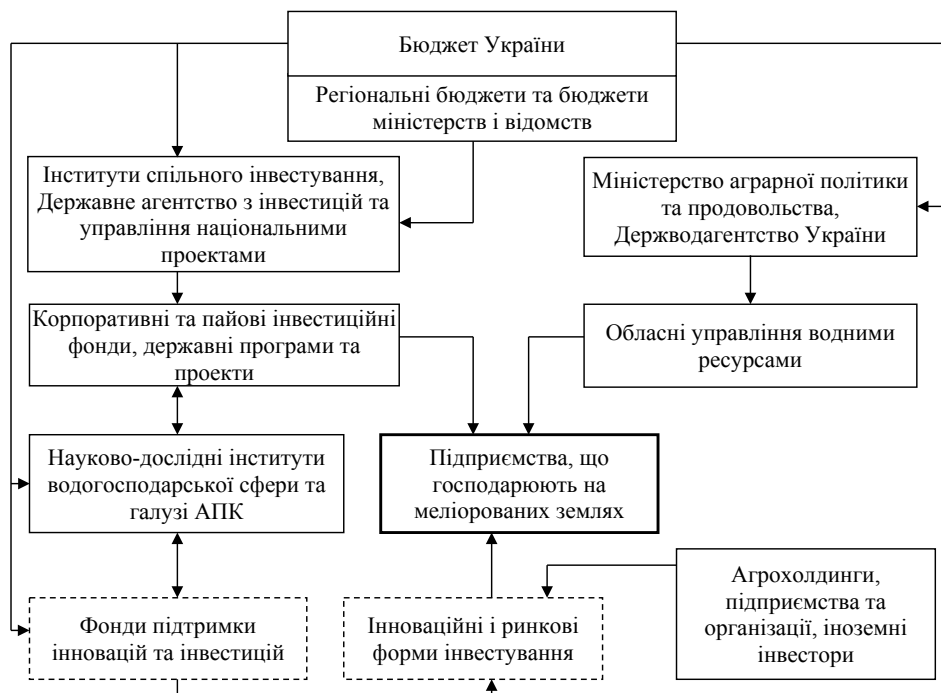 Бюджет України
Регіональні бюджети та бюджети
міністерств і відомств
Інститути спільного інвестування,
Державне агентство з інвестицій та
управління національними
проектами
Міністерство аграрної політики
та продовольства,
Держводагентство України
Корпоративні та пайові інвестиційні
фонди, державні програми та
проекти
Обласні управління водними
ресурсами
Науково-дослідні інститути
водогосподарської сфери та
галузі АПК
Підприємства, що
господарюють на
меліорованих землях
Агрохолдинги,
підприємства та
організації, іноземні
інвестори
Фонди підтримки
інновацій та інвестицій
Інноваційні і ринкові
форми інвестування